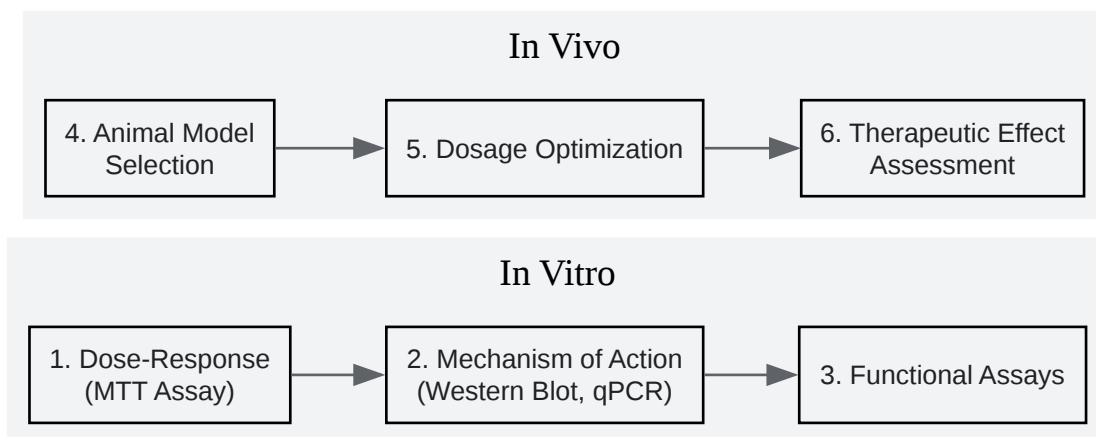 In Vivo
4. Animal Model
Selection
5. Dosage Optimization
6. Therapeutic Effect
Assessment
In Vitro
1. Dose-Response
(MTT Assay)
2. Mechanism of Action
(Western Blot, qPCR)
3. Functional Assays